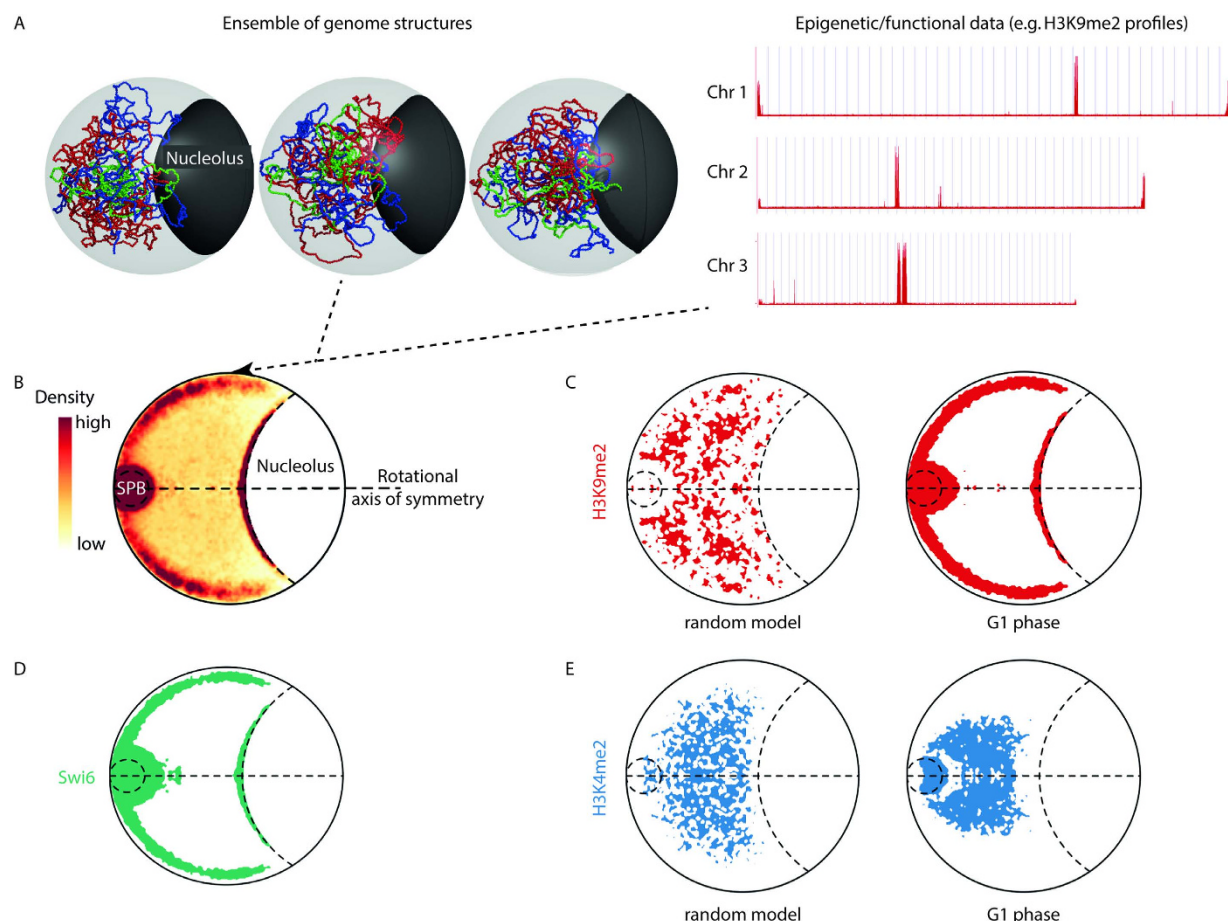 A
Ensemble of genome structures
Epigenetic/functional data (e.g. H3K9me2 profiles)
Nucleolus
Chr 1
Chr 2
Chr 3
B
Density
high
low
SPB
Nucleolus
Rotational
axis of symmetry
C
H3K9me2
random model
G1 phase
D
Swi6
E
H3K4me2
random model
G1 phase